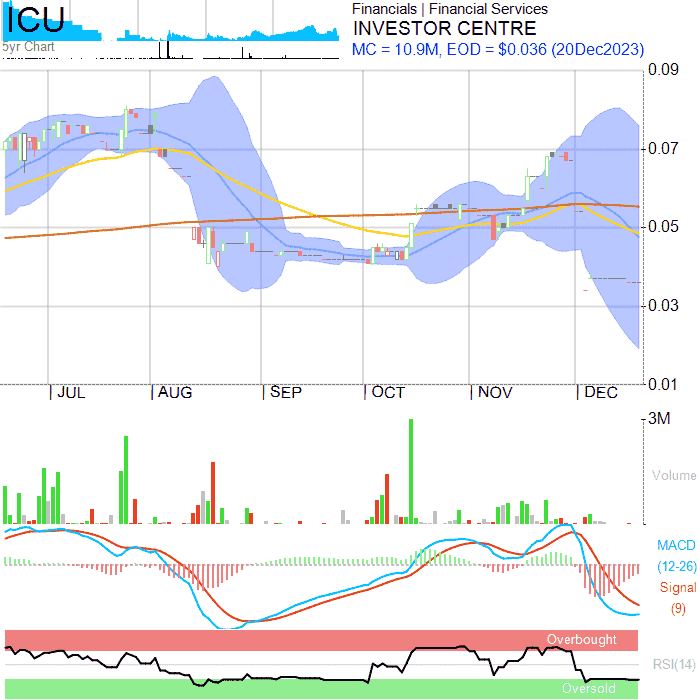 ICU
5yr Chart
Financials | Financial Services
INVESTOR CENTRE
MC = 10.9M, EOD = $0.036 (20Dec2023)
0.09
0.07
0.05
0.03
0.01
JUL
AUG
SEP
OCT
NOV
DEC
3M
Volume
MACD
(12-26)
Signal
(9)
Overbought
RSI(14)
Oversold